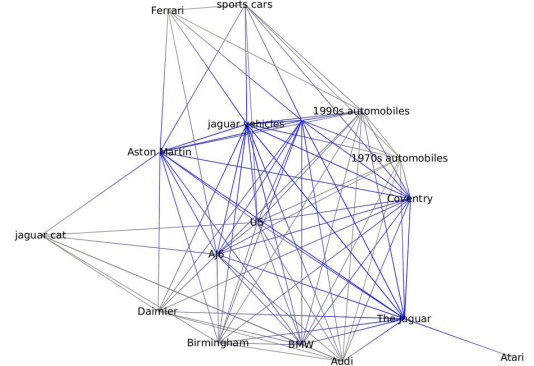 sports cars
Ferrari
1990s automobiles
jaguar vehicles
Aston Martin
1970s automobiles
Coventry
US
jaguar cat
AJ6
Daimler
The Jaguar
Birmingham
BMW
Atari
Audi